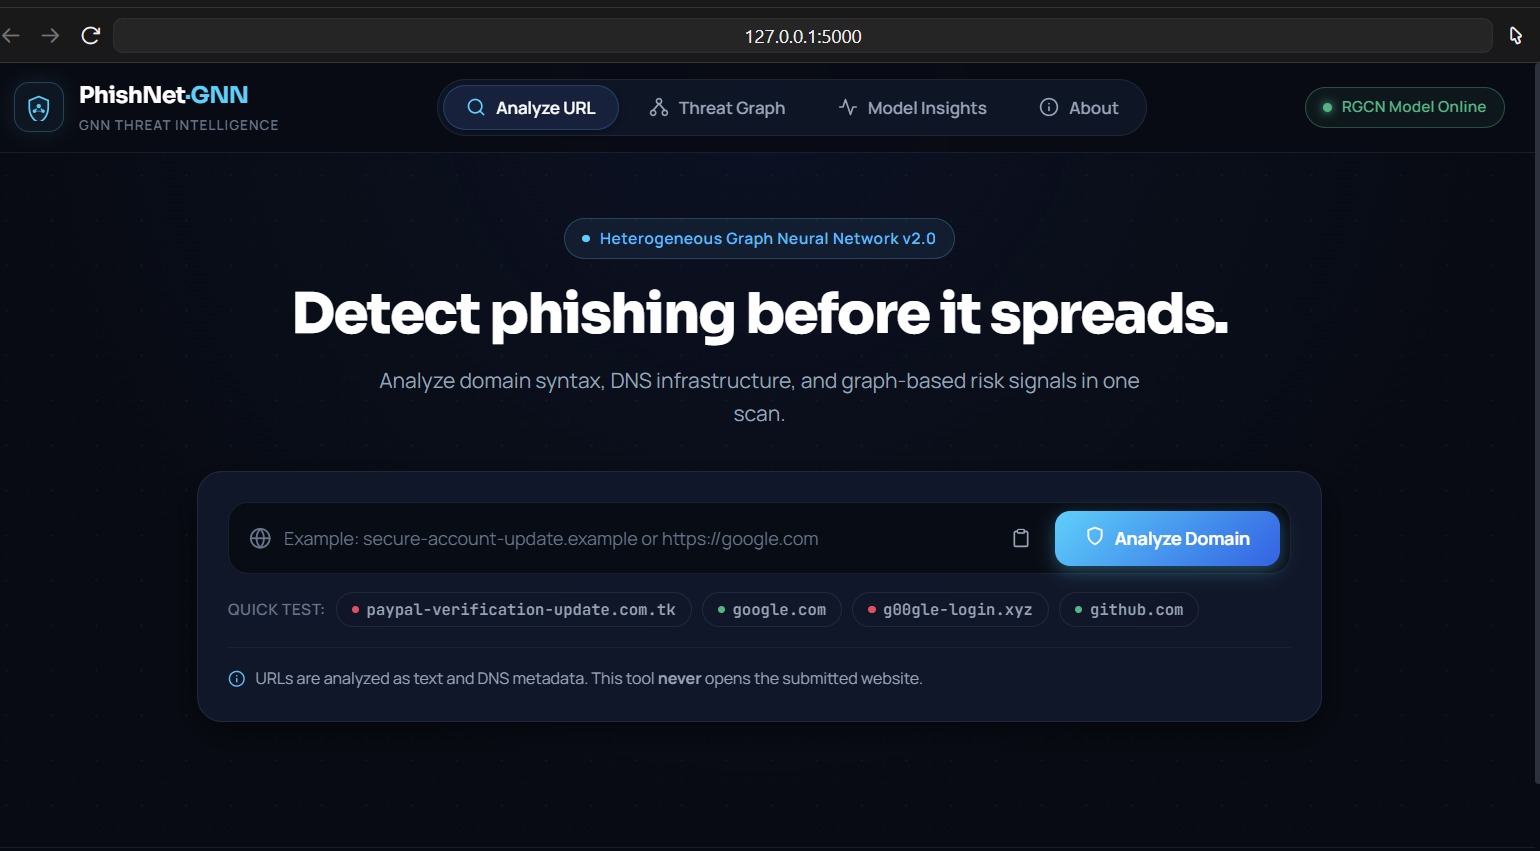 127.0.0.1:5000
PhishNet·GNN
GNN THREAT INTELLIGENCE
Analyze URL
Threat Graph
Model Insights
About
RGCN Model Online
Heterogeneous Graph Neural Network v2.0
Detect phishing before it spreads.
Analyze domain syntax, DNS infrastructure, and graph-based risk signals in one
scan.
Example: secure-account-update.example or https://google.com
Analyze Domain
QUICK TEST:
paypal-verification-update.com.tk
google.com
g00gle-login.xyz
github.com
URLs are analyzed as text and DNS metadata. This tool never opens the submitted website.